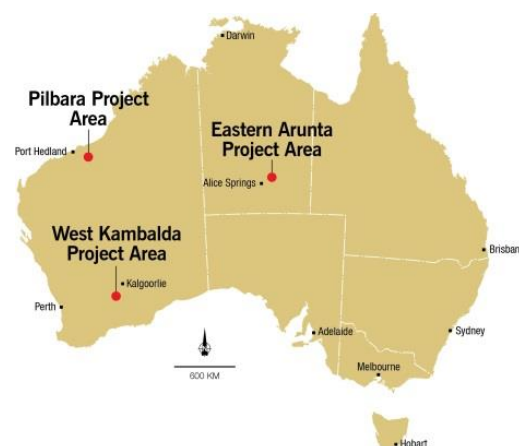 Darwin
Pilbara Project
Area
Port Hedland
Eastern Arunta
Project Area
Alice Springs
West Kambalda
Project Area
Kalgoorlie
Brisban
Perth
Adelaide
Sydney
600 KM
Melbourne
Hobart